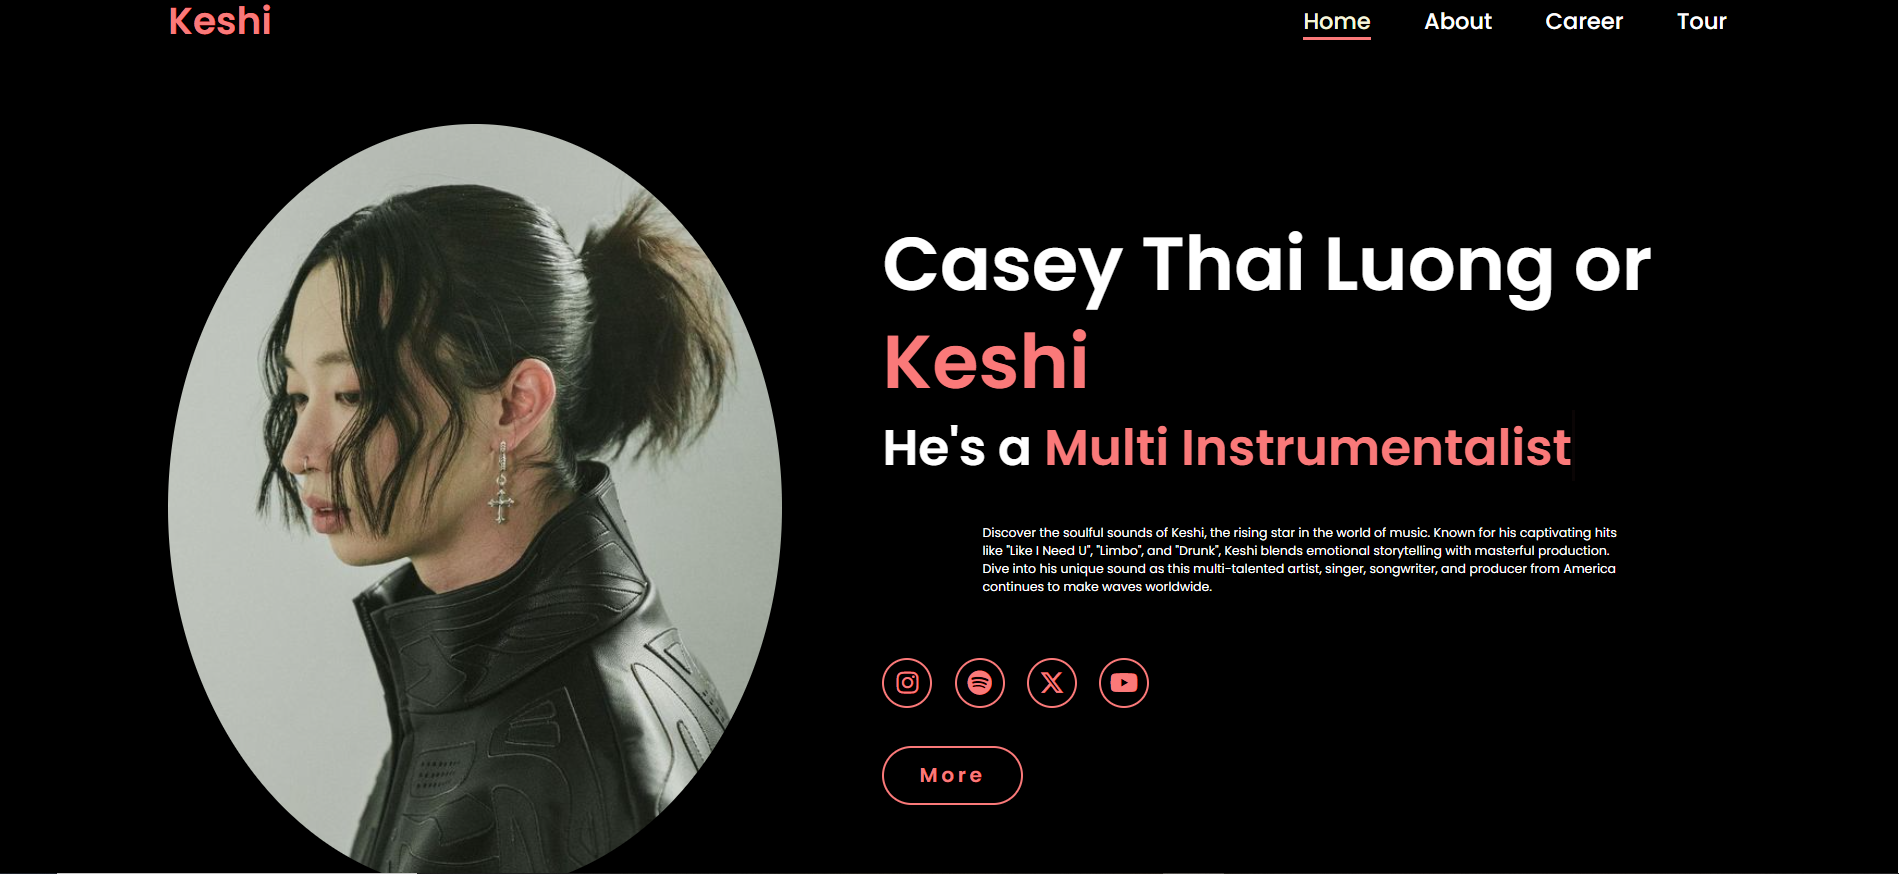 Keshi
Home About Career Tour
Casey Thai Luong or
Keshi
He's a Multi Instrumentalist
Discover the soulful sounds of Keshi, the rising star in the world of music. Known for his captivating hits
like "Like I Need U", "Limbo", and "Drunk", Keshi blends emotional storytelling with masterful production.
Dive into his unique sound as this multi-talented artist, singer, songwriter, and producer from America
continues to make waves worldwide.
More